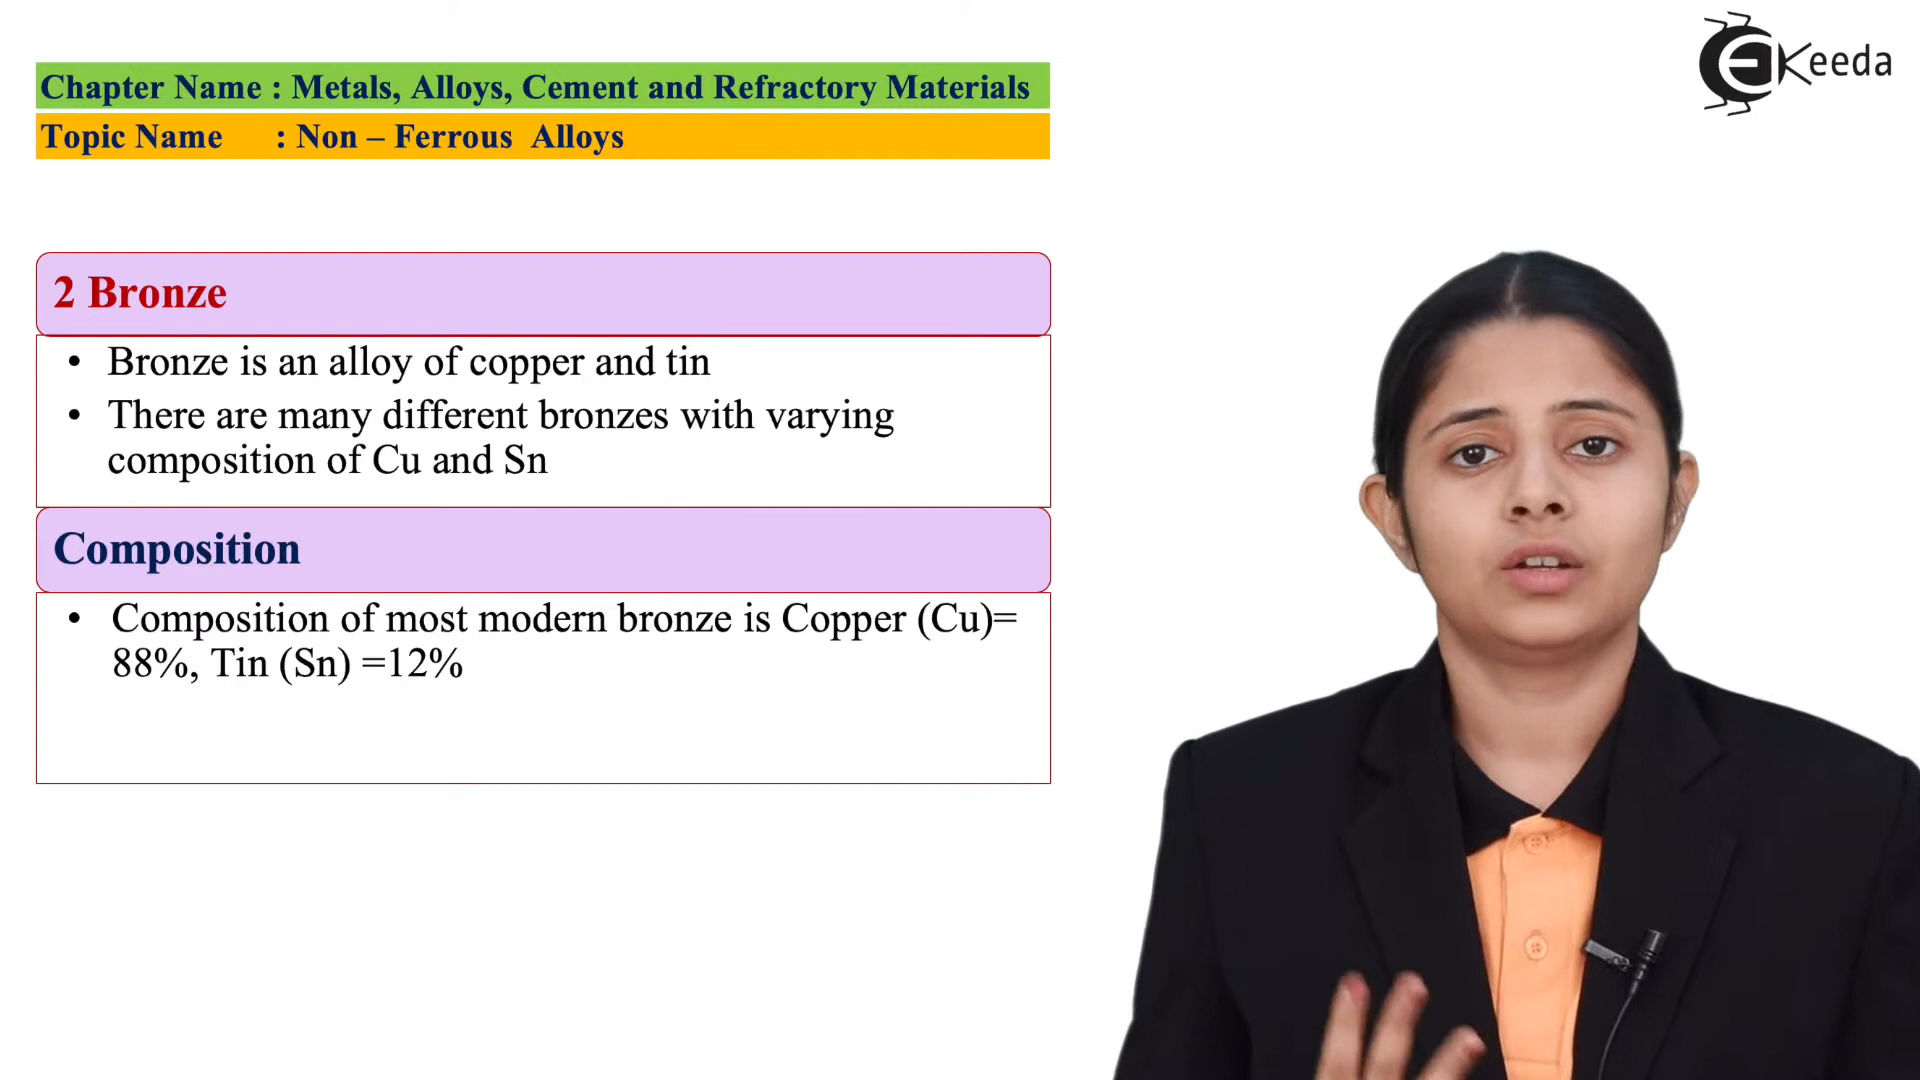 Chapter Name : Metals, Alloys, Cement and Refractory Materials
Topic Name : Non – Ferrous Alloys
EKeeda
2 Bronze
• Bronze is an alloy of copper and tin
• There are many different bronzes with varying
composition of Cu and Sn
Composition
• Composition of most modern bronze is Copper (Cu)=
88%, Tin (Sn) =12%